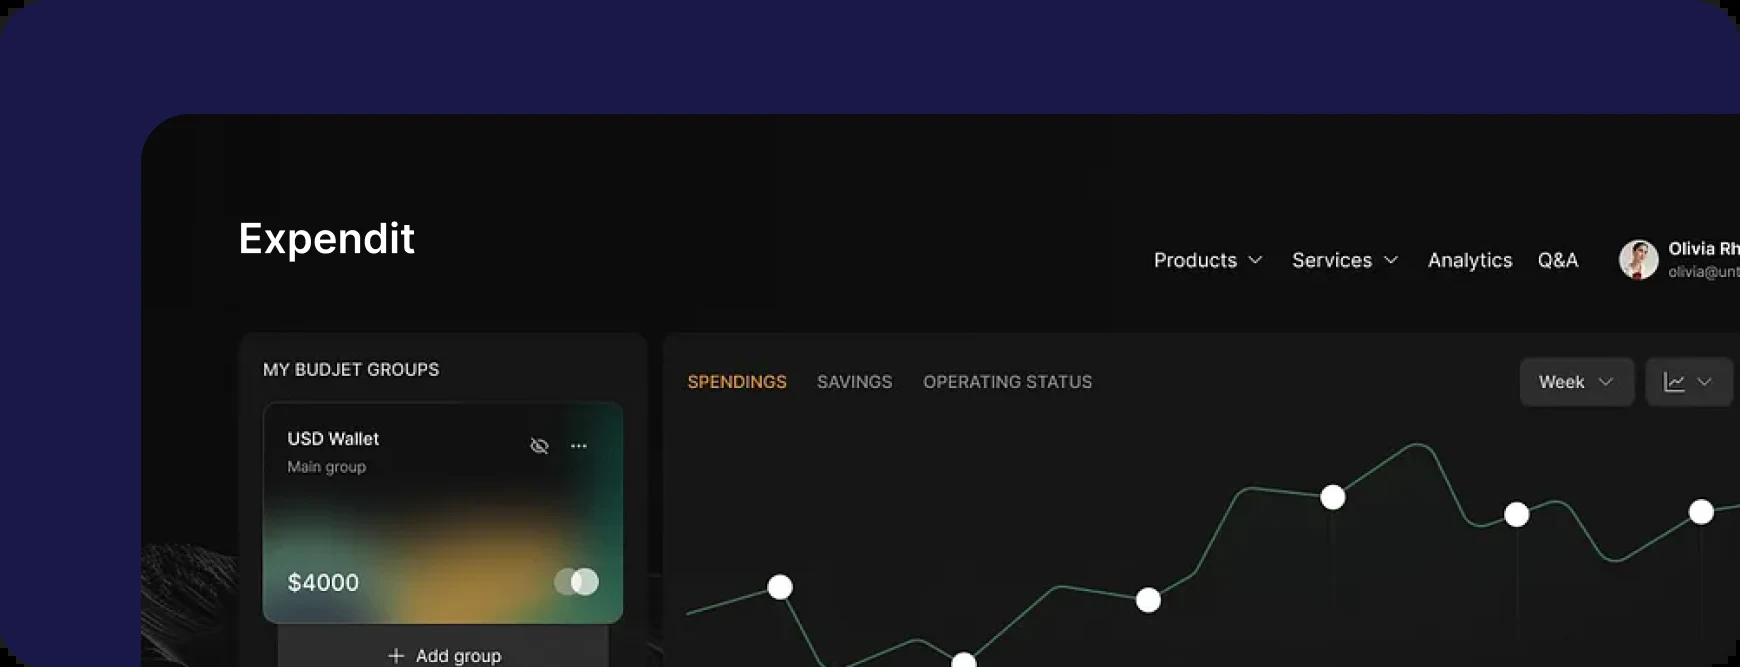 Expendit
Products Services Analytics Q&A
Olivia Rh
olivia@unt
MY BUDJET GROUPS
USD Wallet
Main group
$4000
Add group
SPENDINGS SAVINGS OPERATING STATUS
Week